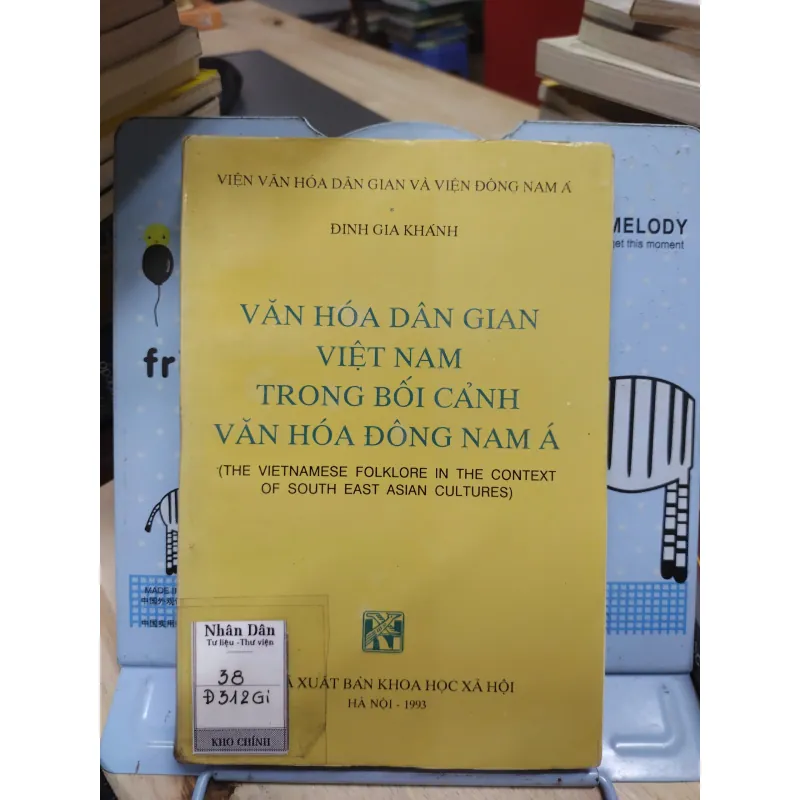 VIỆN VĂN HÓA DÂN GIAN VÀ VIỆN ĐÔNG NAM Á
ĐINH GIA KHÁNH
VĂN HÓA DÂN GIAN
VIỆT NAM
TRONG BỐI CẢNH
VĂN HÓA ĐÔNG NAM Á
(THE VIETNAMESE FOLKLORE IN THE CONTEXT
OF SOUTH EAST ASIAN CULTURES)
XUẤT BẢN KHOA HỌC XÃ HỘI
HÀ NỘI - 1993
Nhân Dân
Tư liệu -Thư viện
38
Đ312Gi
KHO CHÍNH
MELODY
get this moment
fri
MADE